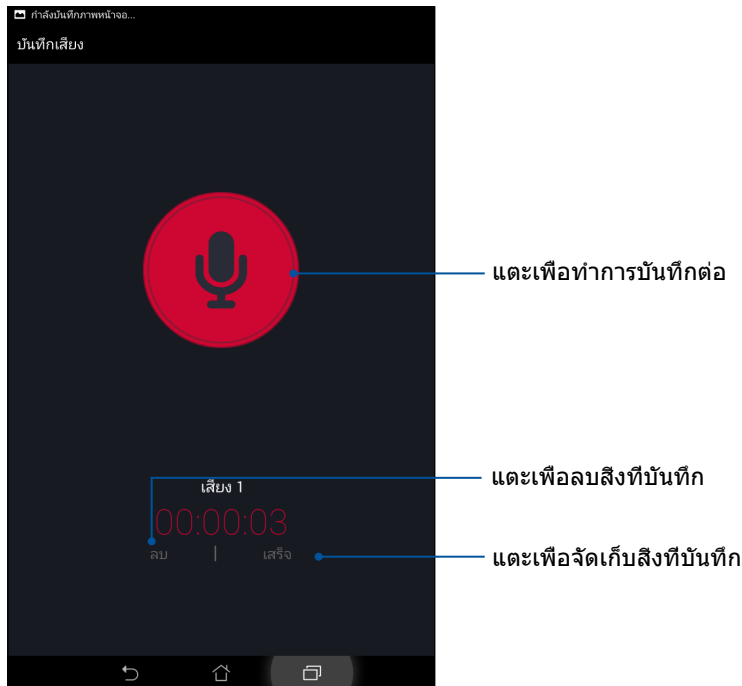 กำลังบันทึกภาพหน้าจอ...
บันทึกเสียง
แตะเพื่อทำการบันทึกต่อ
แตะเพื่อลบสิ่งที่บันทึก
เสียง 1
00:00:03
ลบ | เสร็จ
แตะเพื่อจัดเก็บสิ่งที่บันทึก